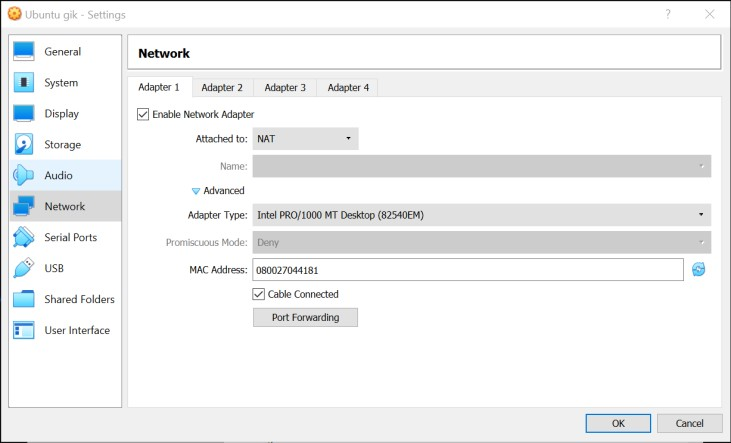 Ubuntu gik - Settings
?
General
System
Display
Storage
Audio
Network
Serial Ports
USB
Shared Folders
User Interface
Network
Adapter 1 Adapter 2 Adapter 3 Adapter 4
Enable Network Adapter
Attached to: NAT
Name:
Advanced
Adapter Type: Intel PRO/1000 MT Desktop (82540EM)
Promiscuous Mode: Deny
MAC Address: 080027044181
Cable Connected
Port Forwarding
OK Cancel